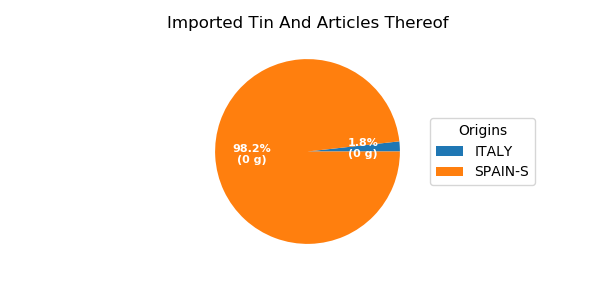 Imported Tin And Articles Thereof
98.2%
(0 g)
1.8%
(0 g)
Origins
ITALY
SPAIN-S